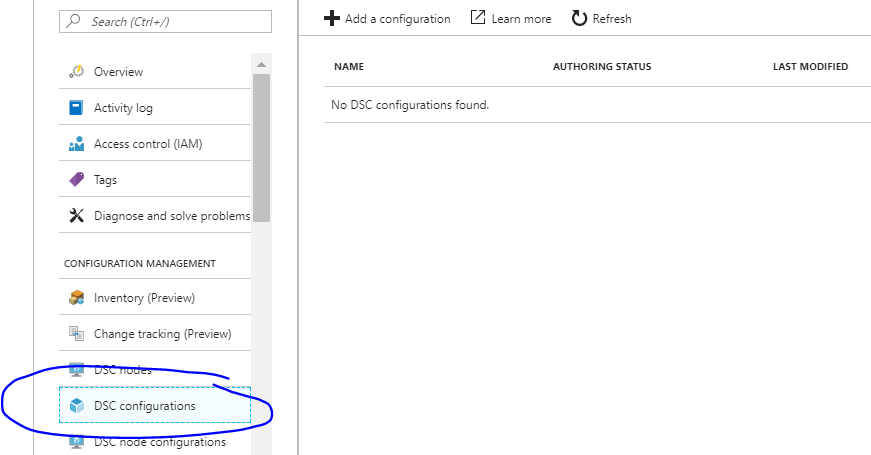 Search (Ctrl+/)
Overview
Activity log
Access control (IAM)
Tags
Diagnose and solve problems
CONFIGURATION MANAGEMENT
Inventory (Preview)
Change tracking (Preview)
DSC nodes
DSC configurations
DSC node configurations
Add a configuration
Learn more
Refresh
NAME AUTHORING STATUS LAST MODIFIED
No DSC configurations found.